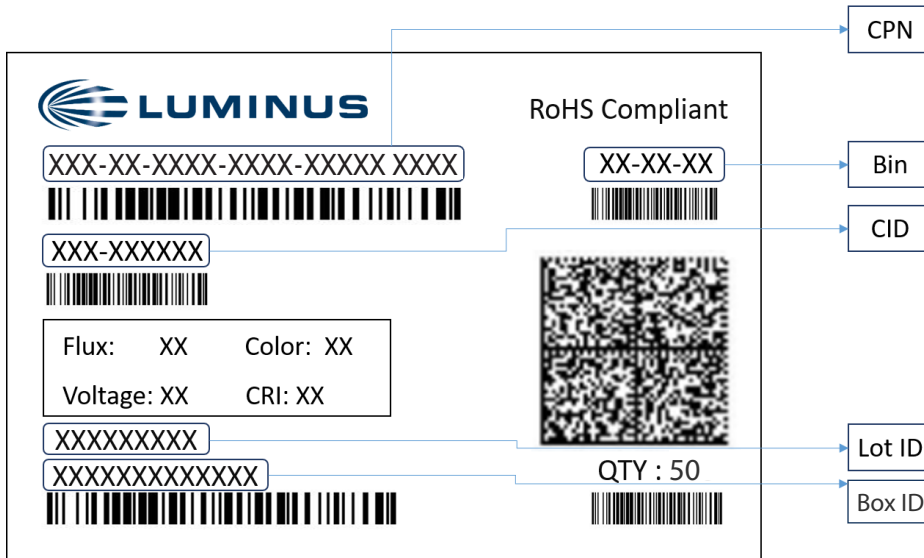 CPN
LUMINUS
RoHS Compliant
XXX-XX-XXXX-XXXX-XXXXX XXXX
XX-XX-XX
Bin
XXX-XXXXXX
CID
Flux: XX Color: XX
Voltage: XX CRI: XX
XXXXXXXXX
Lot ID
XXXXXXXXXXXXX
QTY : 50
Box ID